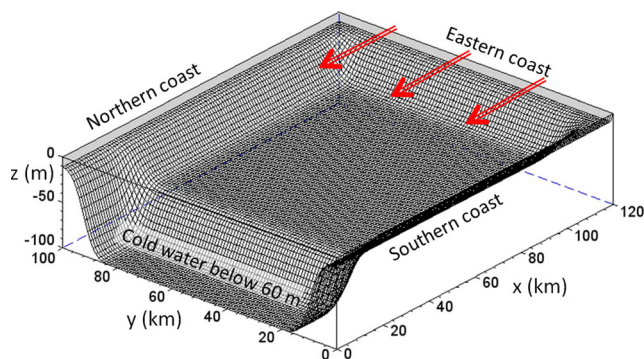 Northern coast
Eastern coast
0
z (m)
-50
-100
100
80
60
40
20
0
y (km)
Cold water below 60 m
Southern coast
0
20
40
60
80
100
120
x (km)